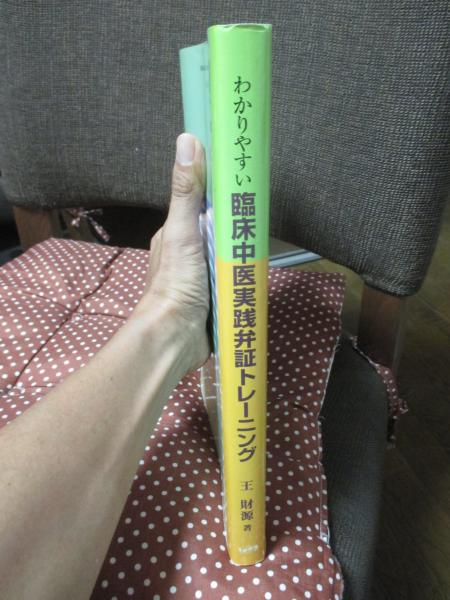 わかりやすい
臨床中医実践弁証トレーニング
王 財源 著